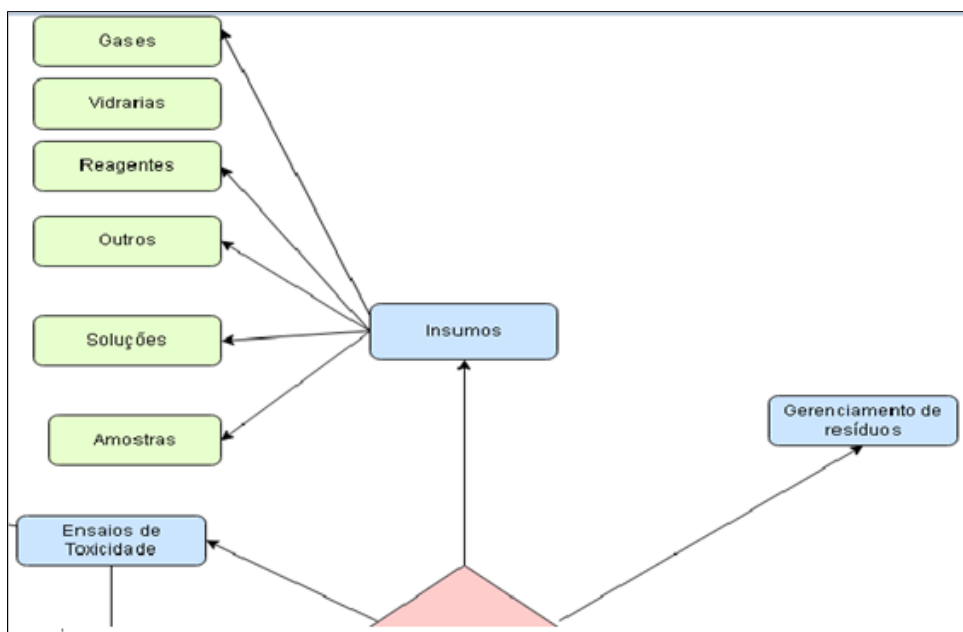 Gases
Vidrarias
Reagentes
Outros
Insumos
Soluções
Gerenciamento de
resíduos
Amostras
Ensaios de
Toxicidade